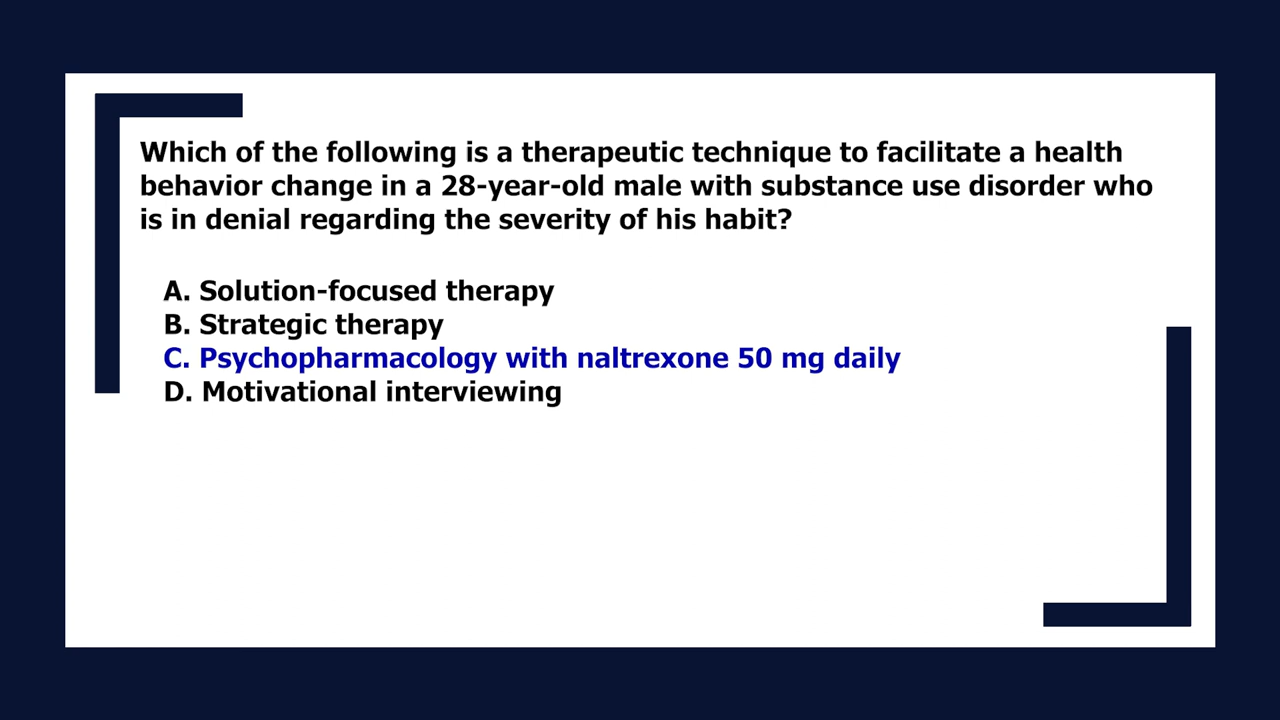 Which of the following is a therapeutic technique to facilitate a health
behavior change in a 28-year-old male with substance use disorder who
is in denial regarding the severity of his habit?
A. Solution-focused therapy
B. Strategic therapy
C. Psychopharmacology with naltrexone 50 mg daily
D. Motivational interviewing